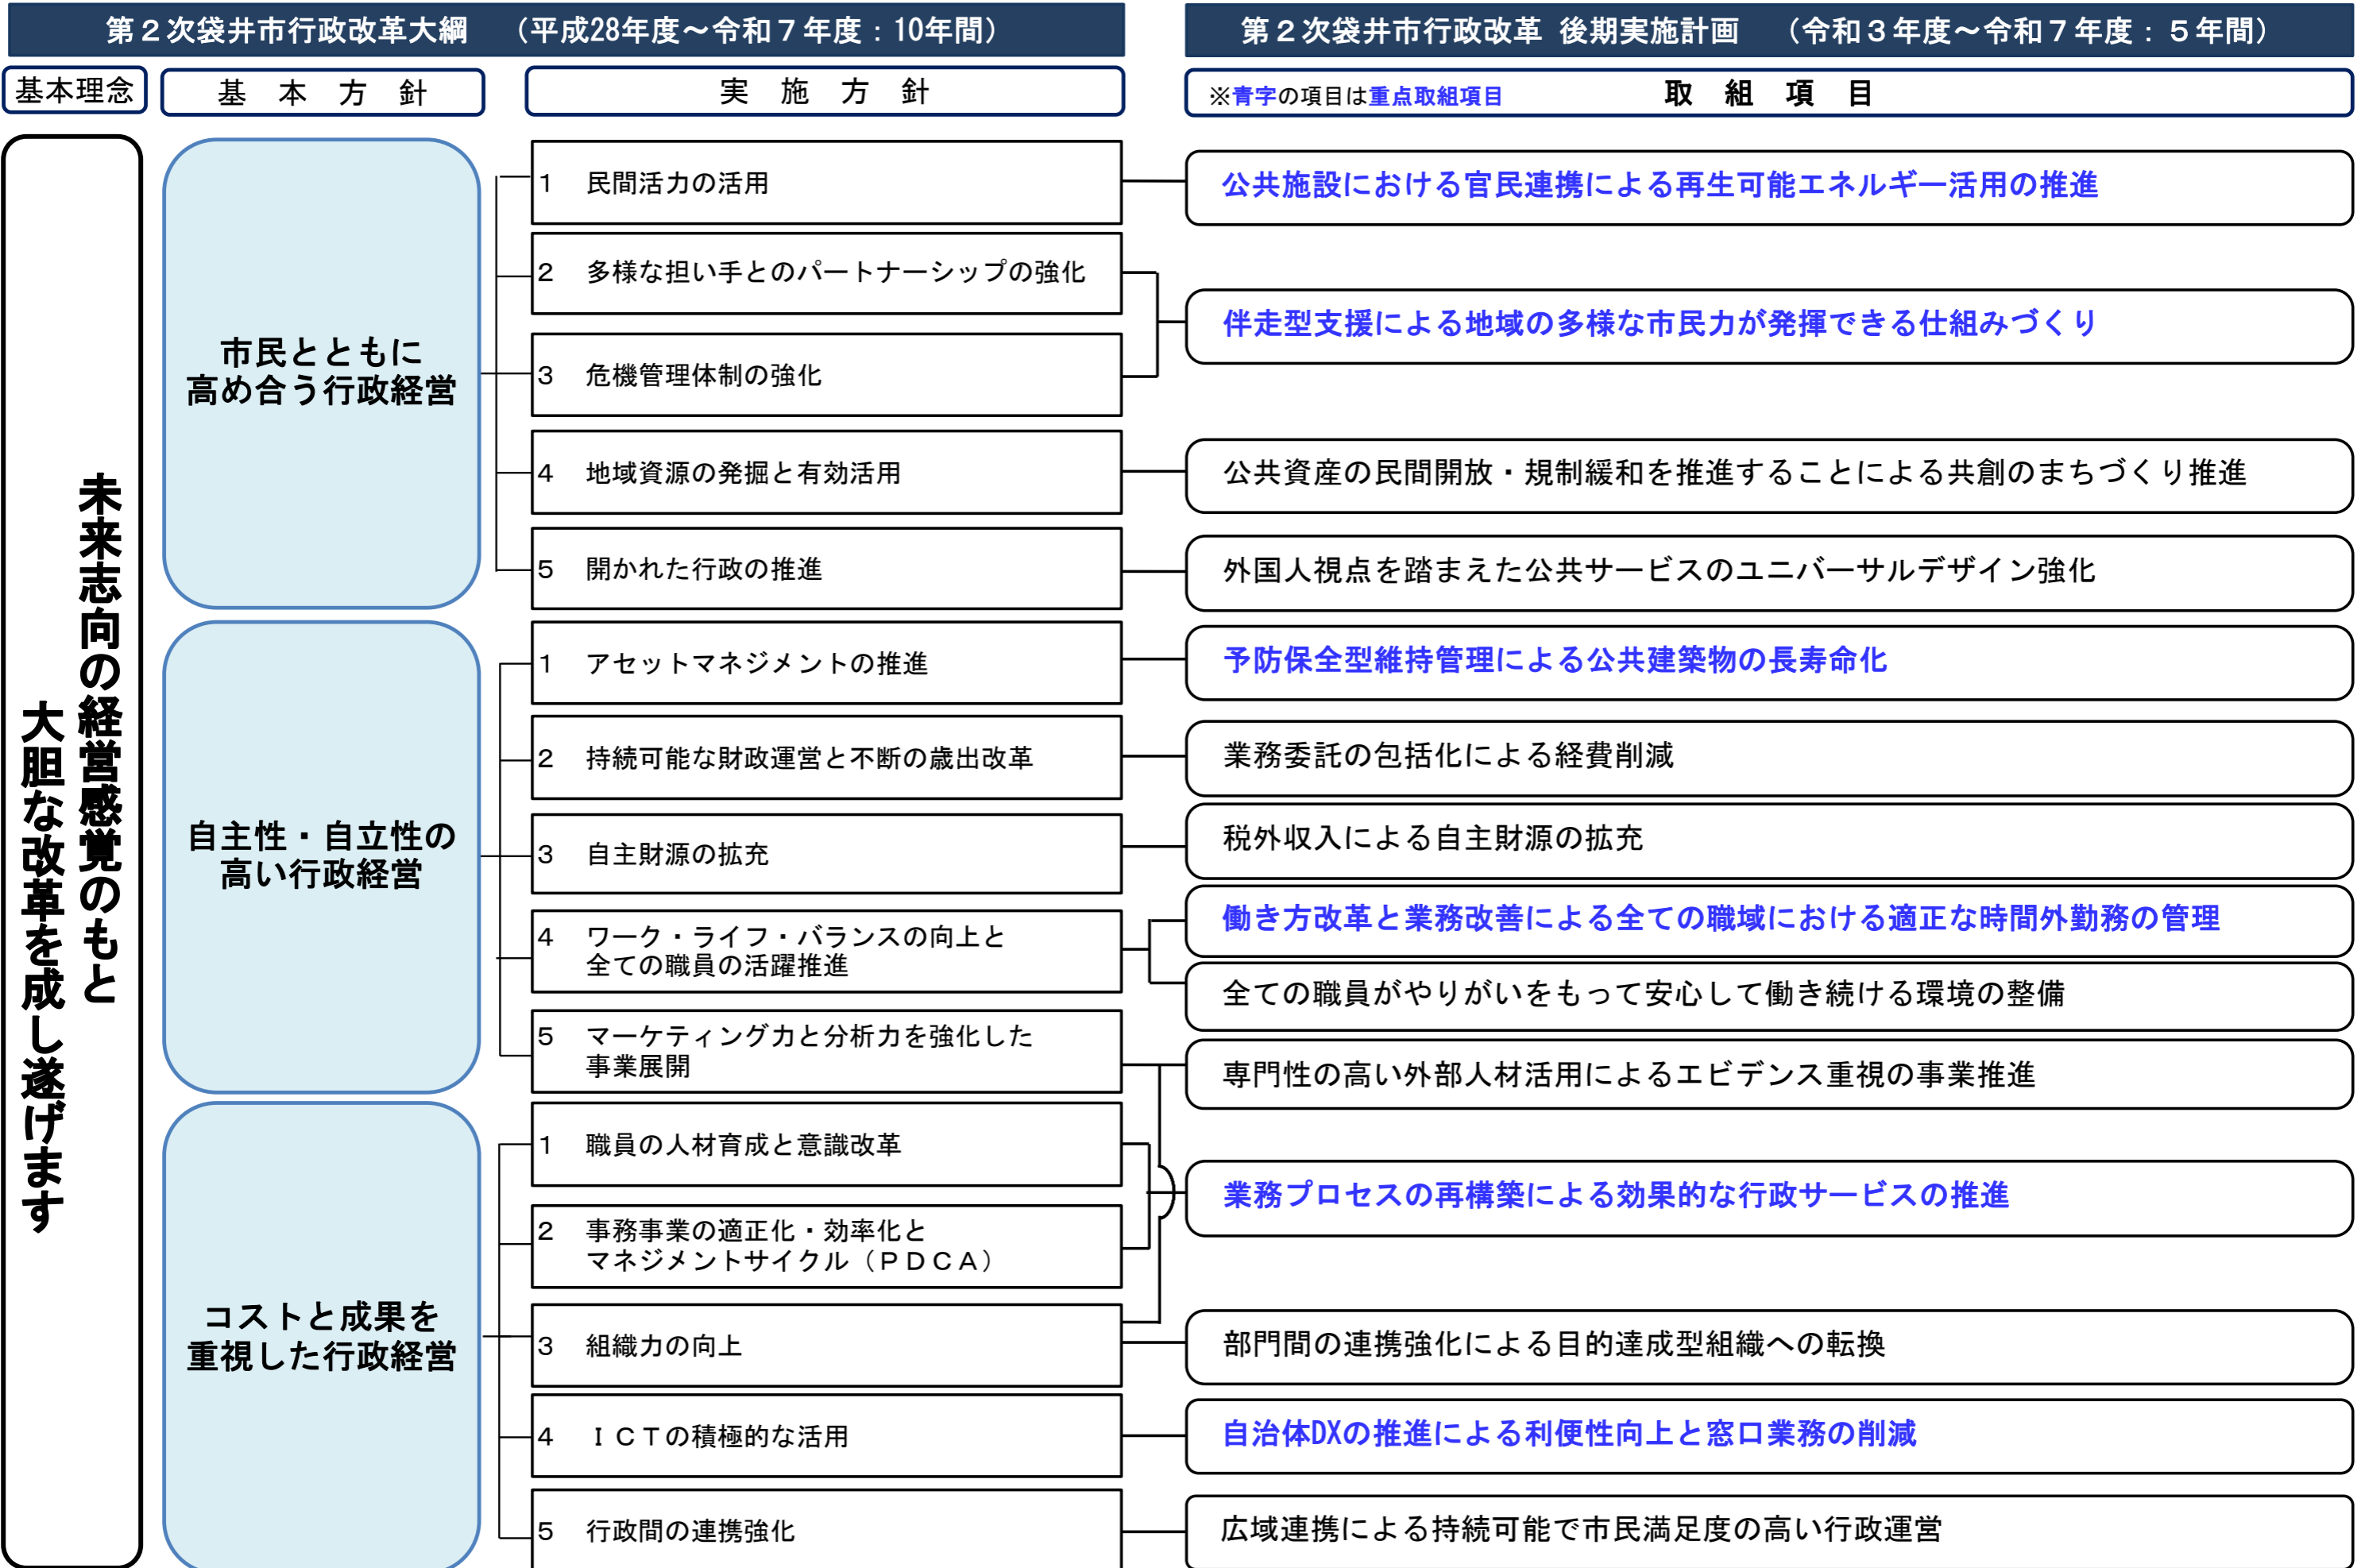 第２次袋井市行政改革大綱　（平成28年度～令和７年度：10年間）
第２次袋井市行政改革 後期実施計画　（令和３年度～令和７年度：５年間）
基本理念
基　本　方　針
実　施　方　針
※青字の項目は重点取組項目
取　組　項　目
未来志向の経営感覚のもと
大胆な改革を成し遂げます
市民とともに
高め合う行政経営
1　民間活力の活用
公共施設における官民連携による再生可能エネルギー活用の推進
2　多様な担い手とのパートナーシップの強化
3　危機管理体制の強化
伴走型支援による地域の多様な市民力が発揮できる仕組みづくり
4　地域資源の発掘と有効活用
公共資産の民間開放・規制緩和を推進することによる共創のまちづくり推進
5　開かれた行政の推進
外国人視点を踏まえた公共サービスのユニバーサルデザイン強化
自主性・自立性の
高い行政経営
1　アセットマネジメントの推進
予防保全型維持管理による公共建築物の長寿命化
2　持続可能な財政運営と不断の歳出改革
業務委託の包括化による経費削減
3　自主財源の拡充
税外収入による自主財源の拡充
4　ワーク・ライフ・バランスの向上と
全ての職員の活躍推進
働き方改革と業務改善による全ての職域における適正な時間外勤務の管理
全ての職員がやりがいをもって安心して働き続ける環境の整備
5　マーケティング力と分析力を強化した
事業展開
専門性の高い外部人材活用によるエビデンス重視の事業推進
コストと成果を
重視した行政経営
1　職員の人材育成と意識改革
2　事務事業の適正化・効率化と
マネジメントサイクル（ＰＤＣＡ）
業務プロセスの再構築による効果的な行政サービスの推進
3　組織力の向上
部門間の連携強化による目的達成型組織への転換
4　ＩＣＴの積極的な活用
自治体DXの推進による利便性向上と窓口業務の削減
5　行政間の連携強化
広域連携による持続可能で市民満足度の高い行政運営